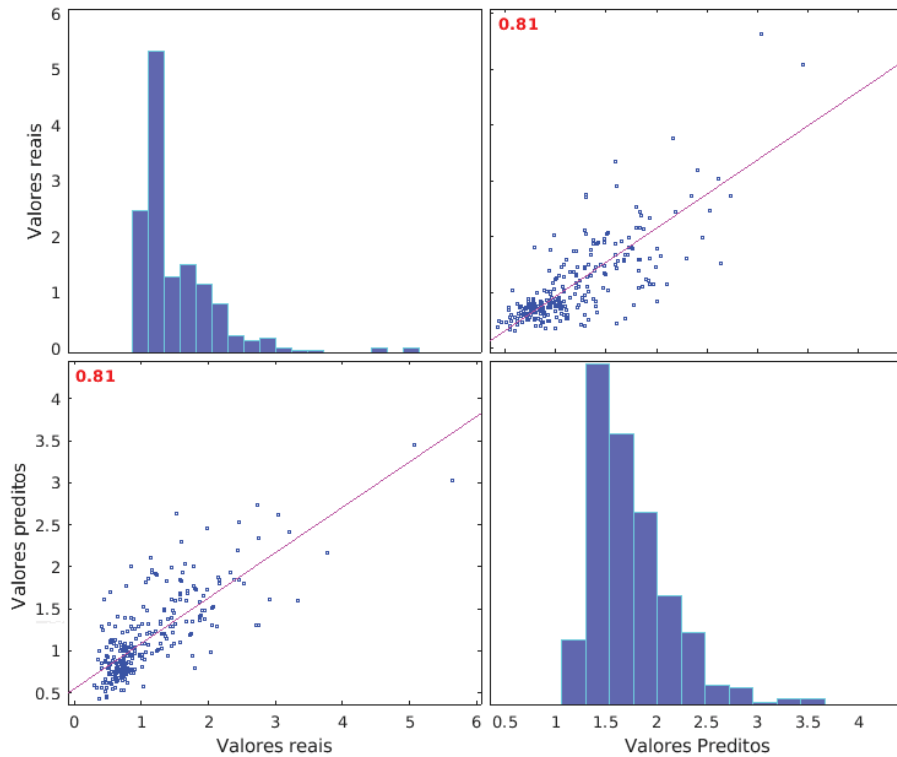 6
5
4
3
2
1
0
Valores reais
0.81
0.81
4
3.5
3
2.5
2
1.5
1
0.5
Valores preditos
0 1 2 3 4 5 6
Valores reais
0.5 1 1.5 2 2.5 3 3.5 4
Valores Preditos